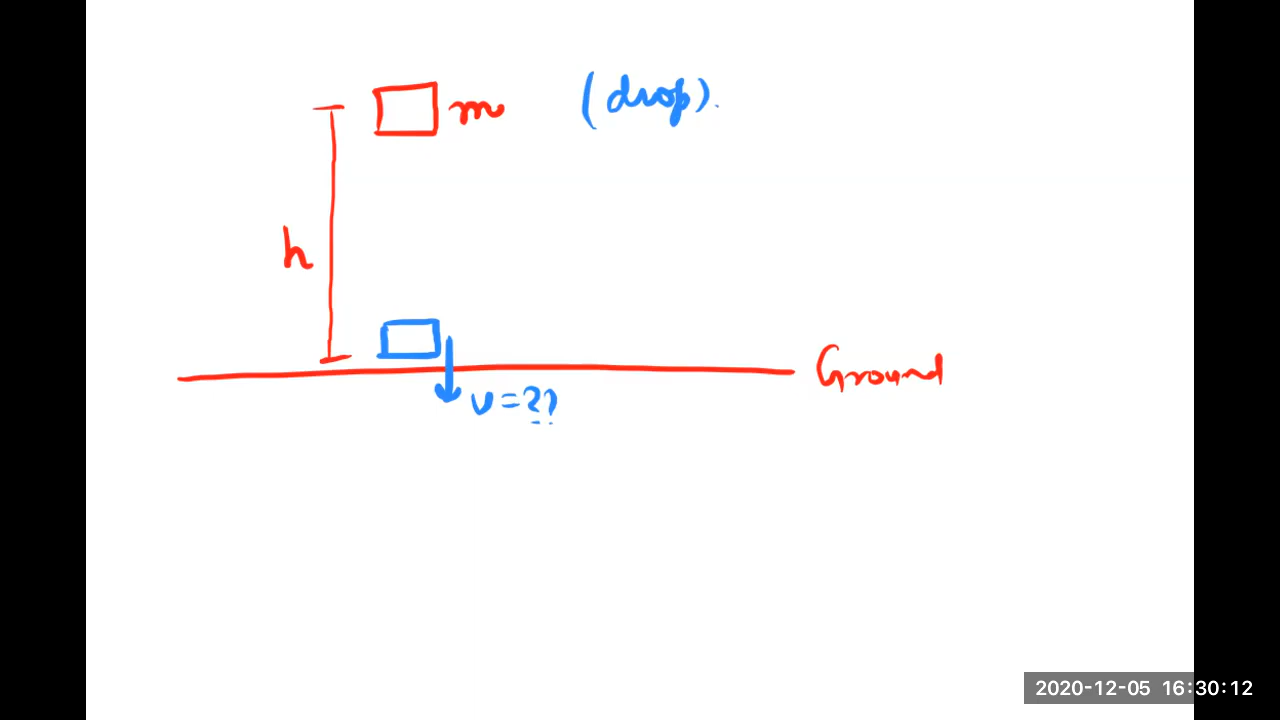 m (drop).
h
Ground
v = ??
2020-12-05 16:30:12